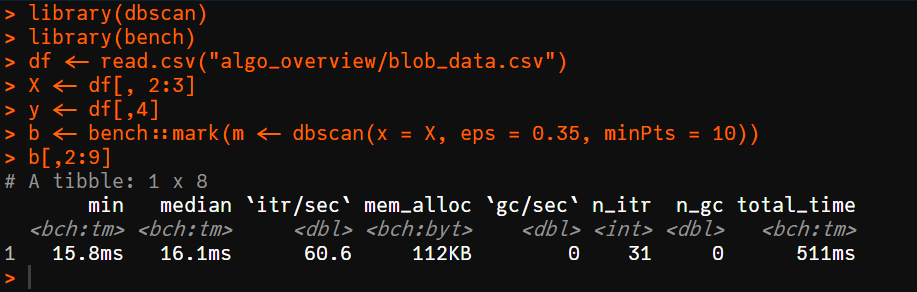 > library(dbscan)
> library(bench)
> df <- read.csv("algo_overview/blob_data.csv")
> X <- df[, 2:3]
> y <- df[,4]
> b <- bench::mark(m <- dbscan(x = X, eps = 0.35, minPts = 10))
> b[,2:9]
# A tibble: 1 x 8
min median `itr/sec` mem_alloc `gc/sec` n_itr n_gc total_time
<bch:tm> <bch:tm> <dbl> <bch:byt> <dbl> <int> <dbl> <bch:tm>
1 15.8ms 16.1ms 60.6 112KB 0 31 0 511ms
>